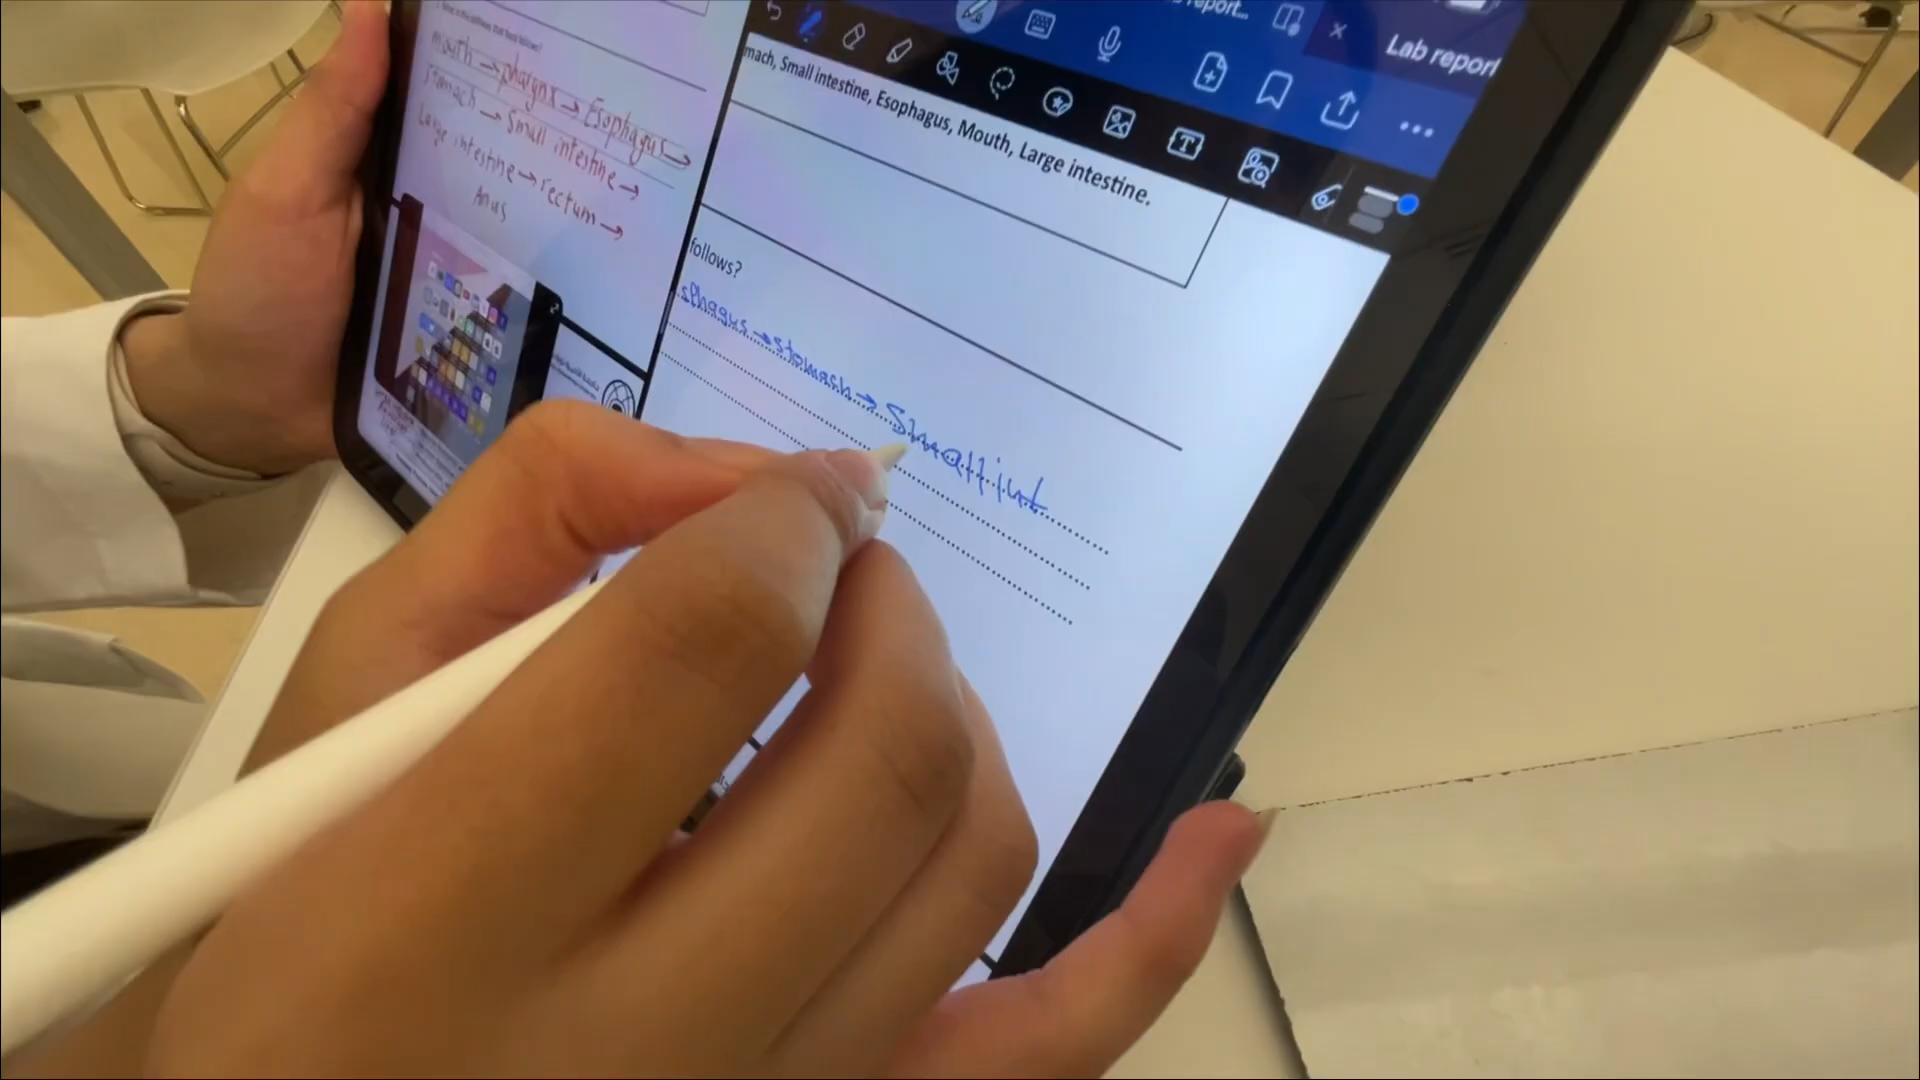 mouth → pharynx → Esophagus →
Stomach → Small intestine →
Large intestine → rectum →
Anus
report...
Lab report
mach, Small intestine, Esophagus, Mouth, Large intestine.
follows?
sphagus → stomach → Small int